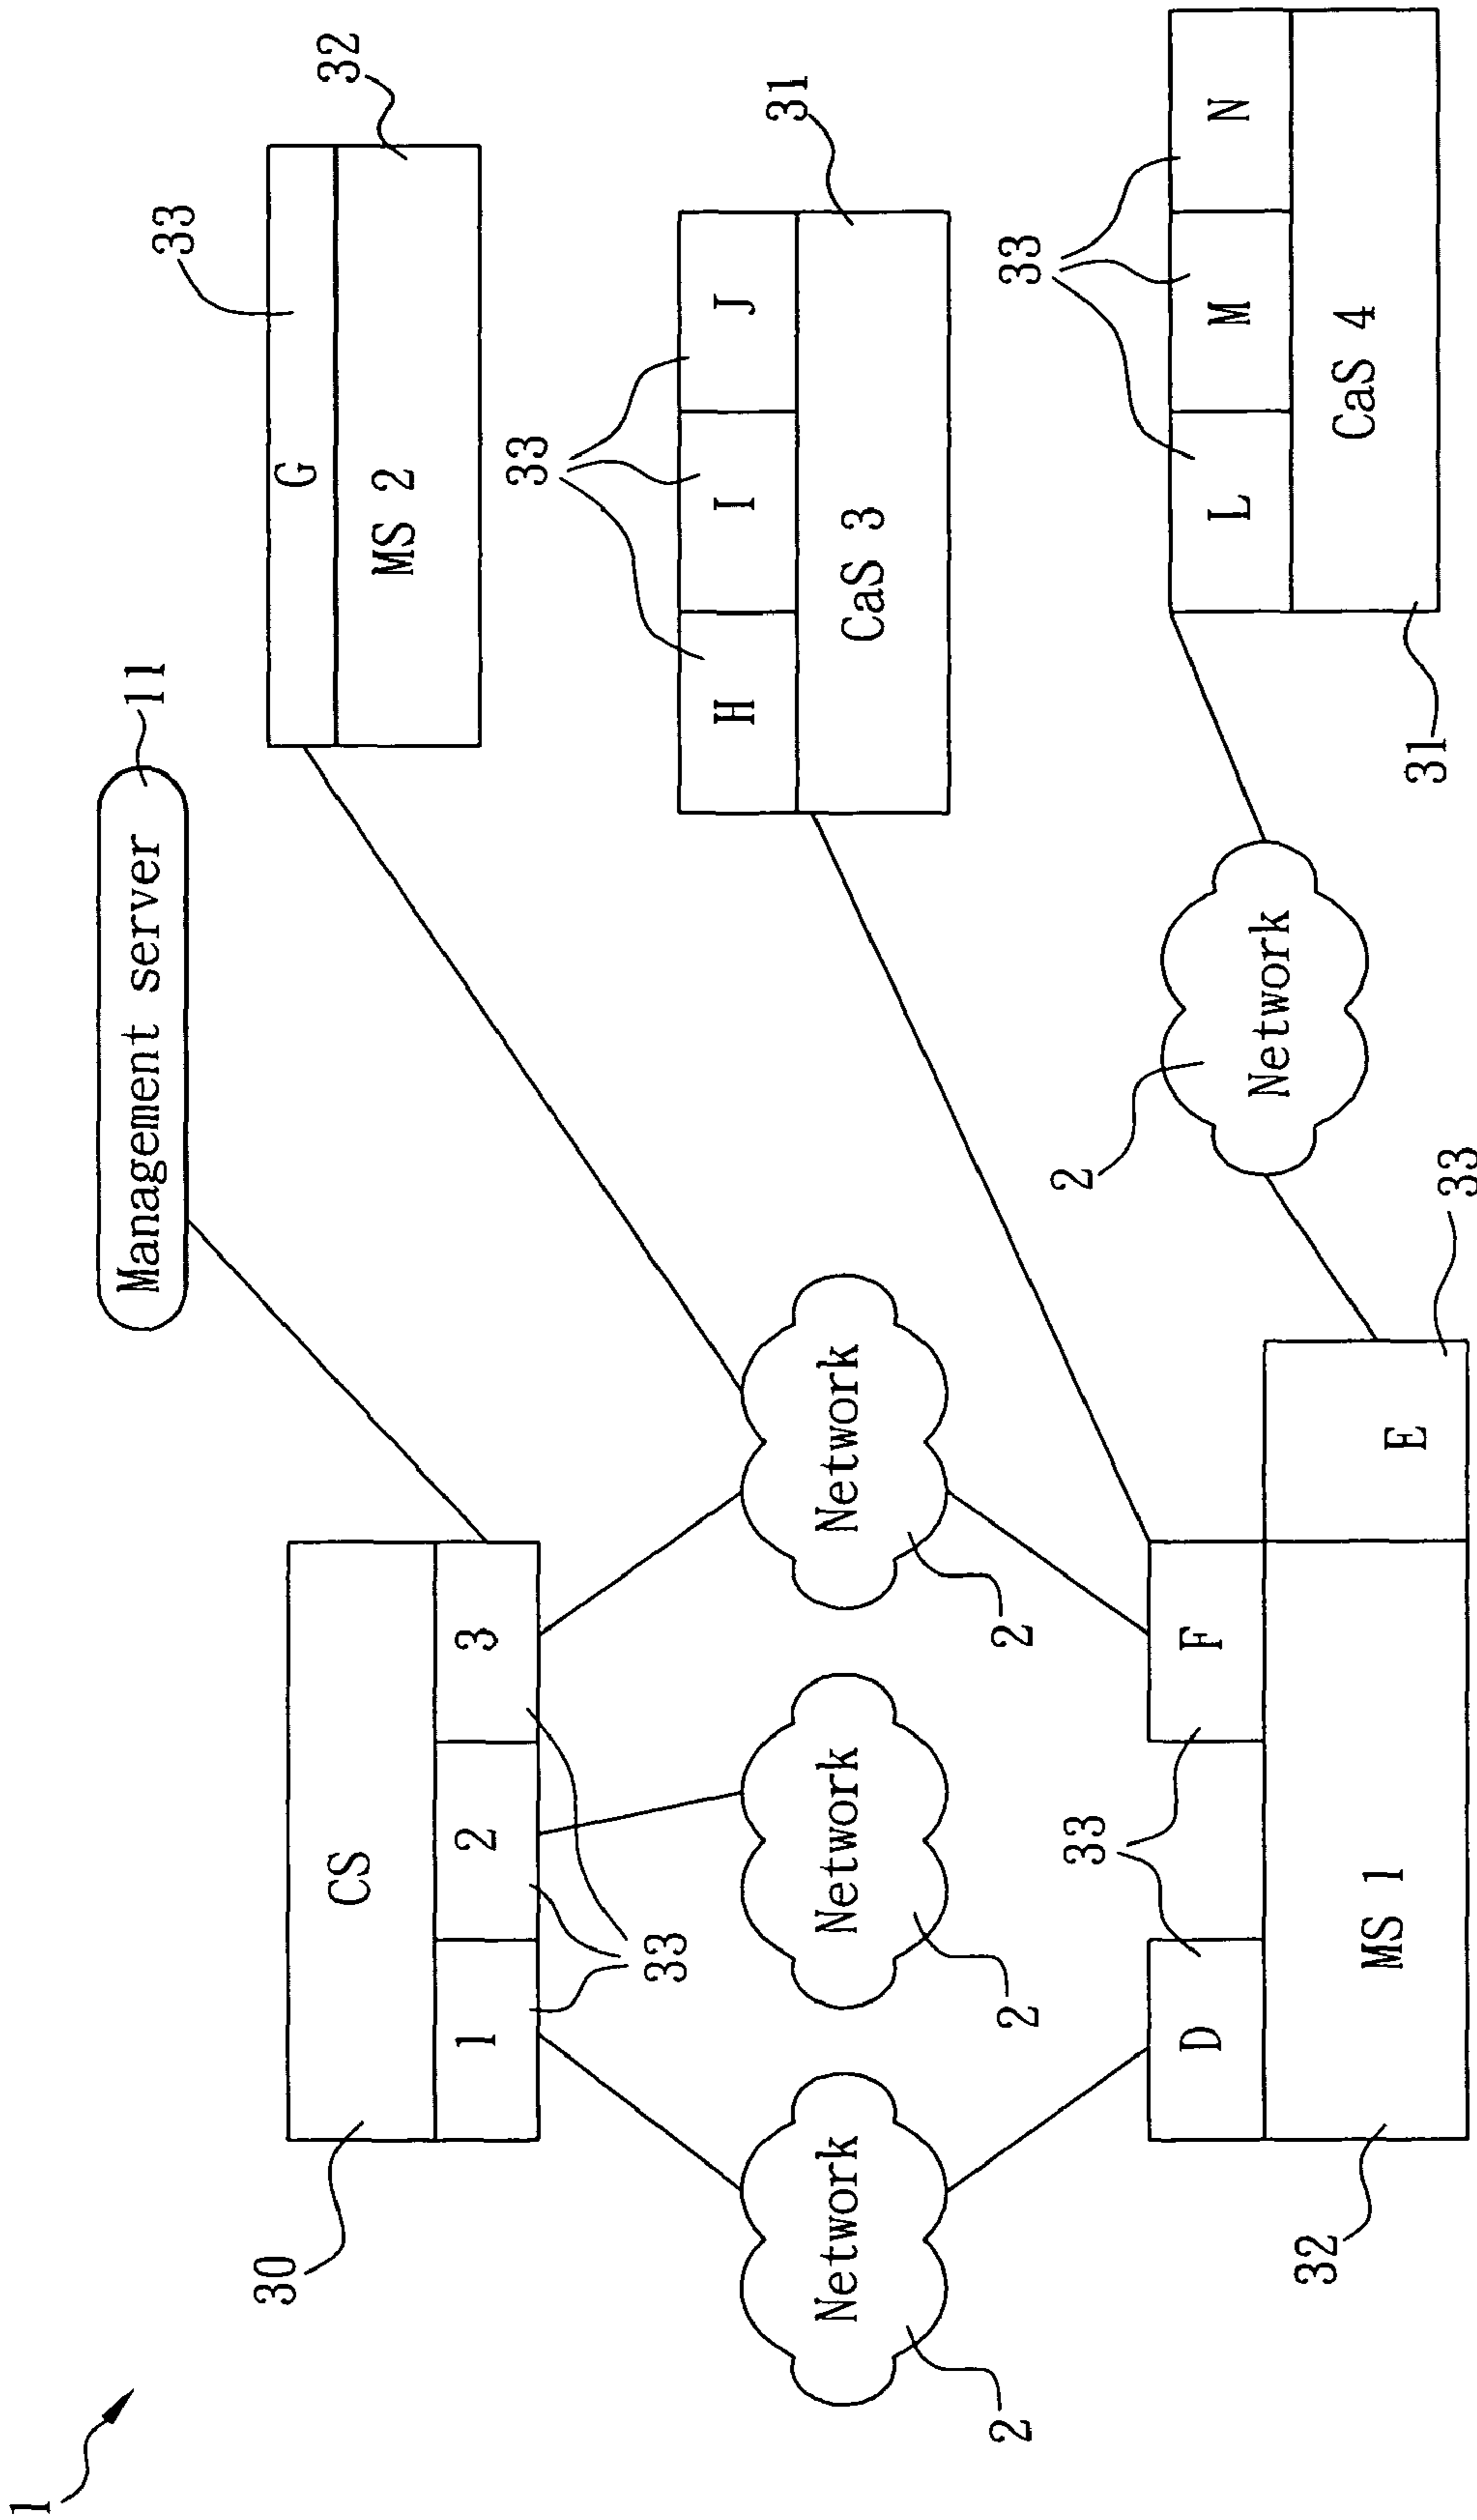 1
Management server
11
33
30
G
32
CS
MS 2
1 2 3
33
33
H I J
31
Network Network Network
CaS 3
2 2 2
33
2
33
D F
L M N
Network
32
CaS 4
MS 1
E
31
33